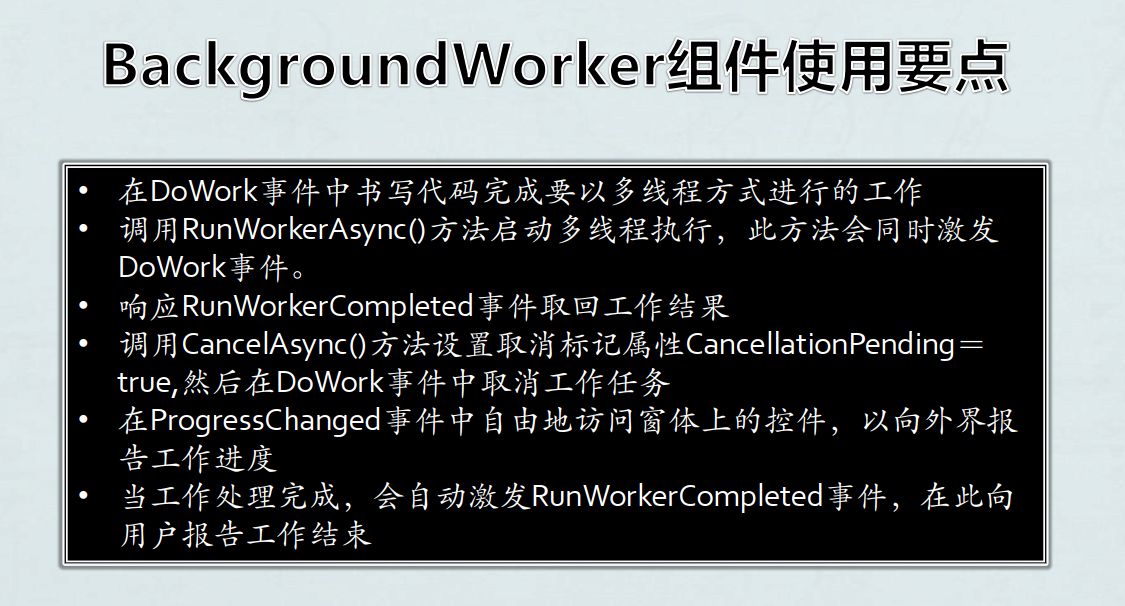 BackgroundWorker组件使用要点
• 在DoWork事件中书写代码完成要以多线程方式进行的工作
• 调用RunWorkerAsync()方法启动多线程执行，此方法会同时激发
DoWork事件。
• 响应RunWorkerCompleted事件取回工作结果
• 调用CancelAsync()方法设置取消标记属性CancellationPending＝
true,然后在DoWork事件中取消工作任务
• 在ProgressChanged事件中自由地访问窗体上的控件，以向外界报
告工作进度
• 当工作处理完成，会自动激发RunWorkerCompleted事件，在此向
用户报告工作结束